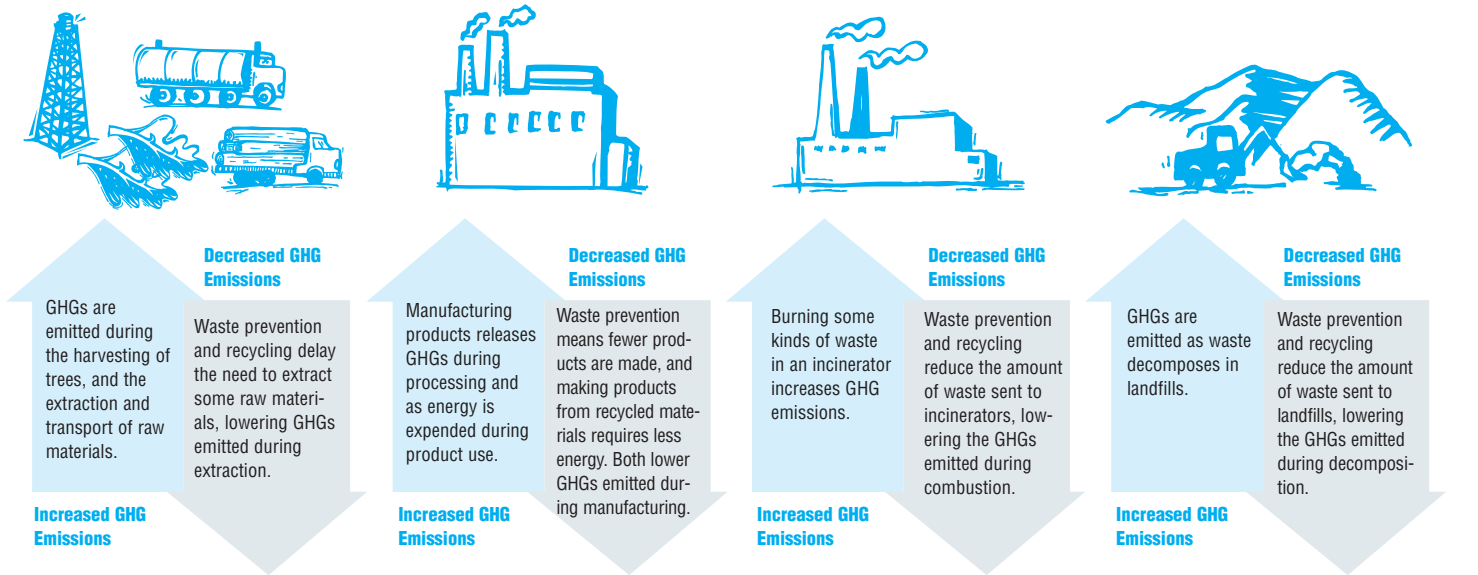 Decreased GHG
Emissions
GHGs are
emitted during
the harvesting of
trees, and the
extraction and
transport of raw
materials.
Waste prevention
and recycling delay
the need to extract
some raw materi-
als, lowering GHGs
emitted during
extraction.
Increased GHG
Emissions
Decreased GHG
Emissions
Manufacturing
products releases
GHGs during
processing and
as energy is
expended during
product use.
Waste prevention
means fewer prod-
ucts are made, and
making products
from recycled mate-
rials requires less
energy. Both lower
GHGs emitted dur-
ing manufacturing.
Increased GHG
Emissions
Decreased GHG
Emissions
Burning some
kinds of waste
in an incinerator
increases GHG
emissions.
Waste prevention
and recycling
reduce the amount
of waste sent to
incinerators, low-
ering the GHGs
emitted during
combustion.
Increased GHG
Emissions
Decreased GHG
Emissions
GHGs are
emitted as waste
decomposes in
landfills.
Waste prevention
and recycling
reduce the amount
of waste sent to
landfills, lowering
the GHGs emitted
during decomposi-
tion.
Increased GHG
Emissions